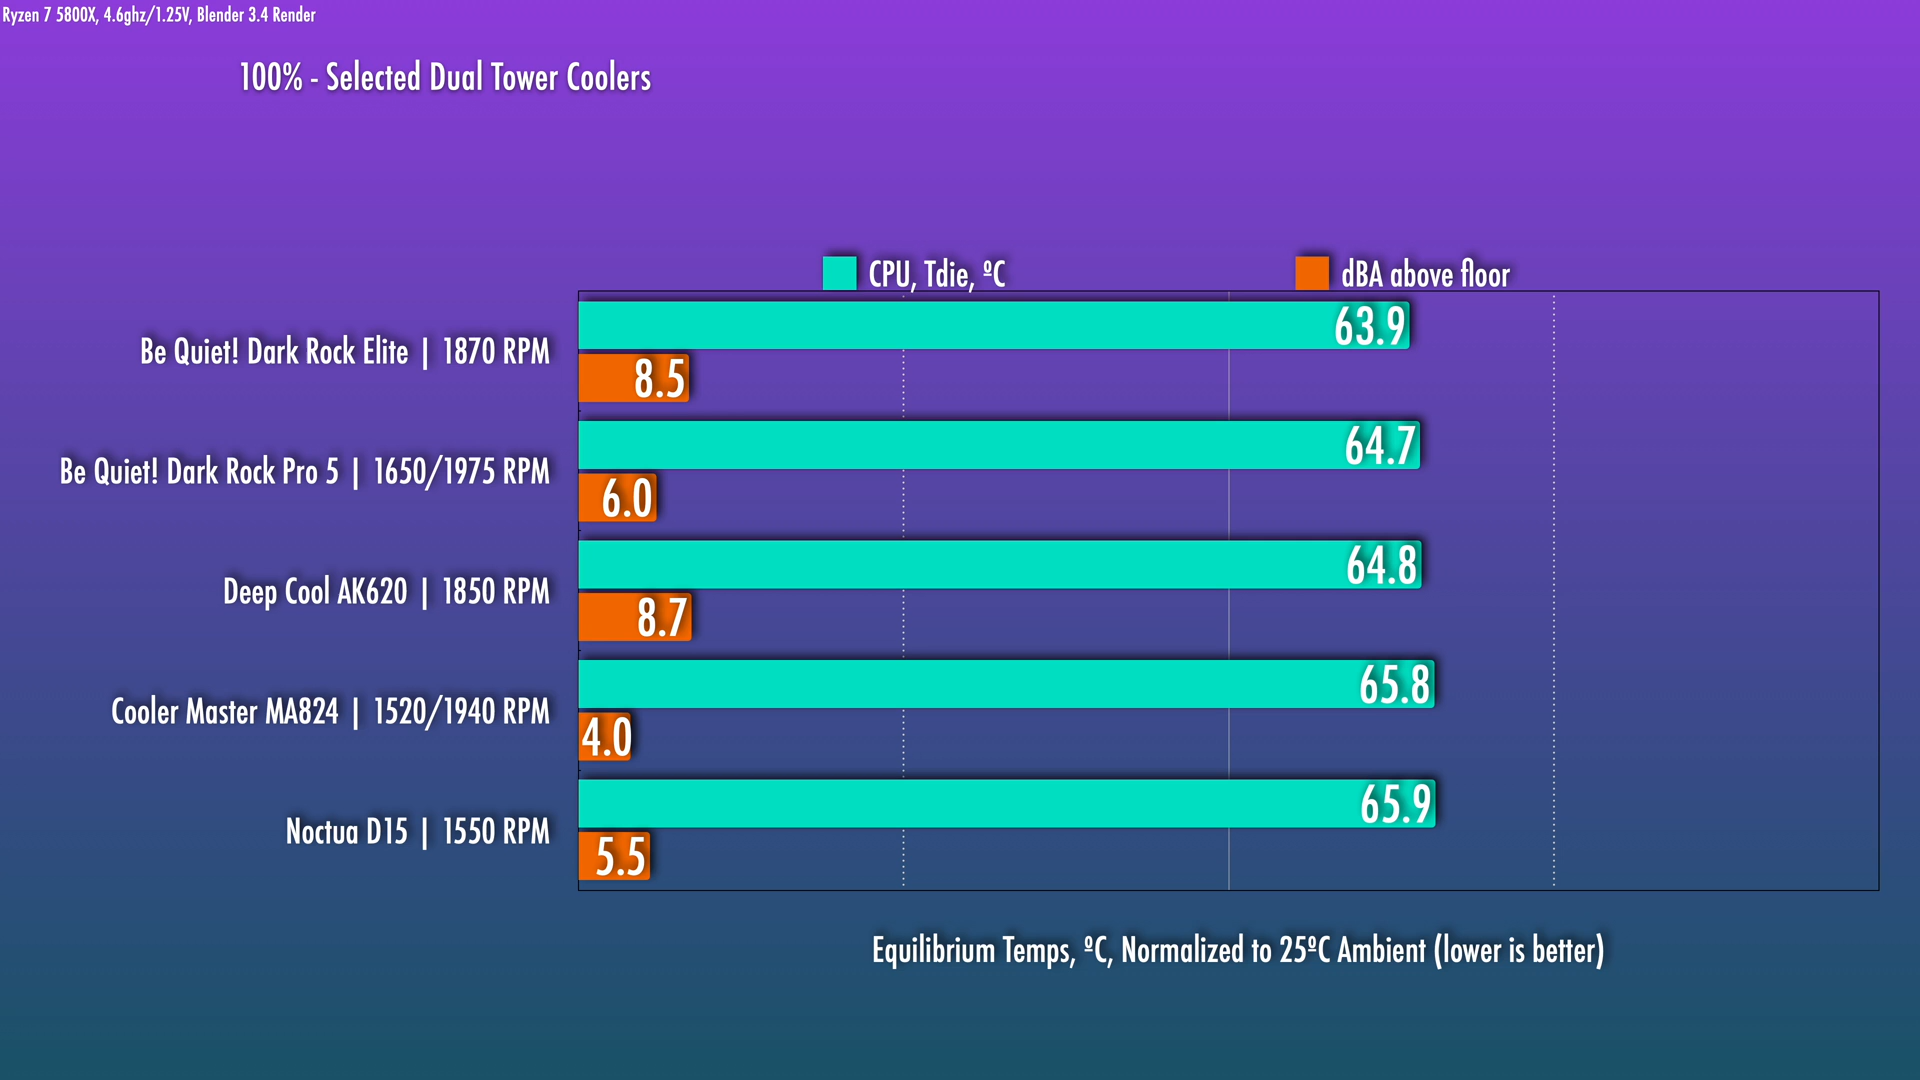 Ryzen 7 5800X, 4.6ghz/1.25V, Blender 3.4 Render
100% - Selected Dual Tower Coolers
CPU, Tdie, ºC
dBA above floor
Be Quiet! Dark Rock Elite | 1870 RPM
63.9
8.5
Be Quiet! Dark Rock Pro 5 | 1650/1975 RPM
64.7
6.0
Deep Cool AK620 | 1850 RPM
64.8
8.7
Cooler Master MA824 | 1520/1940 RPM
65.8
4.0
Noctua D15 | 1550 RPM
65.9
5.5
Equilibrium Temps, ºC, Normalized to 25ºC Ambient (lower is better)